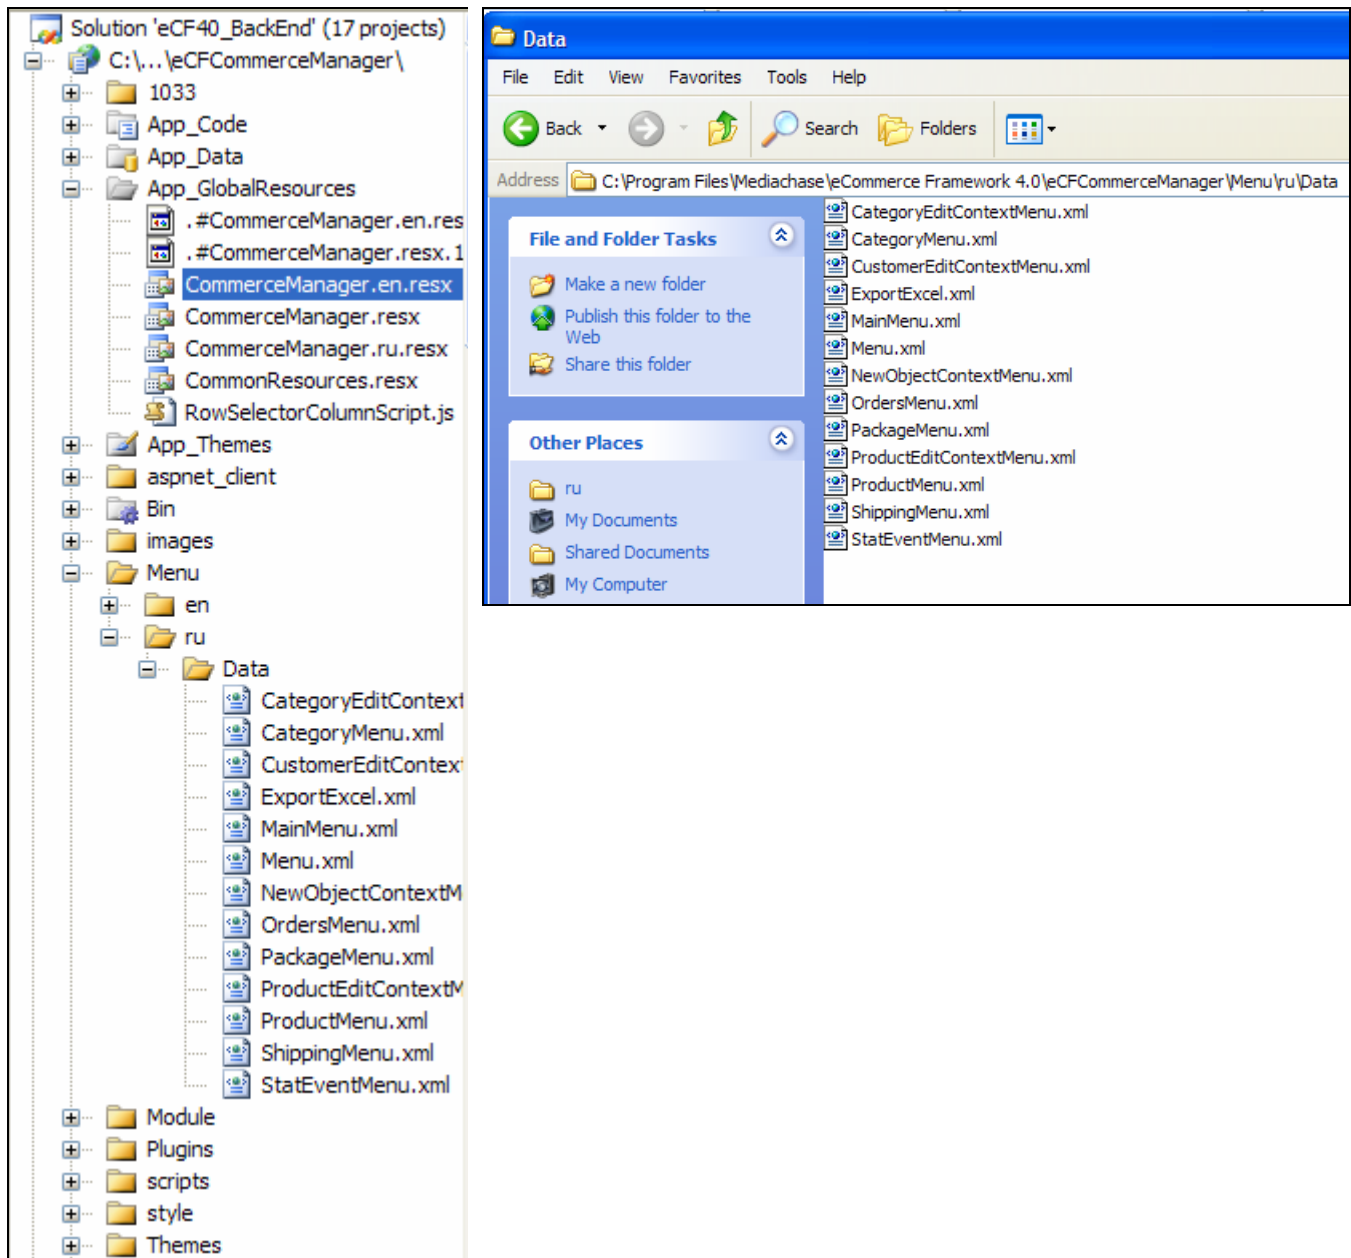 Solution 'eCF40_BackEnd' (17 projects)
C:\...\eCFCommerceManager\
1033
App_Code
App_Data
App_GlobalResources
.#CommerceManager.en.res
.#CommerceManager.resx.1
CommerceManager.en.resx
CommerceManager.resx
CommerceManager.ru.resx
CommonResources.resx
RowSelectorColumnScript.js
App_Themes
aspnet_client
Bin
images
Menu
en
ru
Data
CategoryEditContext
CategoryMenu.xml
CustomerEditContext
ExportExcel.xml
MainMenu.xml
Menu.xml
NewObjectContextM
OrdersMenu.xml
PackageMenu.xml
ProductEditContextM
ProductMenu.xml
ShippingMenu.xml
StatEventMenu.xml
Module
Plugins
scripts
style
Themes
Data
File Edit View Favorites Tools Help
Back Search Folders
Address C:\Program Files\Mediachase\eCommerce Framework 4.0\eCFCommerceManager\Menu\ru\Data
File and Folder Tasks
Make a new folder
Publish this folder to the
Web
Share this folder
Other Places
ru
My Documents
Shared Documents
My Computer
CategoryEditContextMenu.xml
CategoryMenu.xml
CustomerEditContextMenu.xml
ExportExcel.xml
MainMenu.xml
Menu.xml
NewObjectContextMenu.xml
OrdersMenu.xml
PackageMenu.xml
ProductEditContextMenu.xml
ProductMenu.xml
ShippingMenu.xml
StatEventMenu.xml